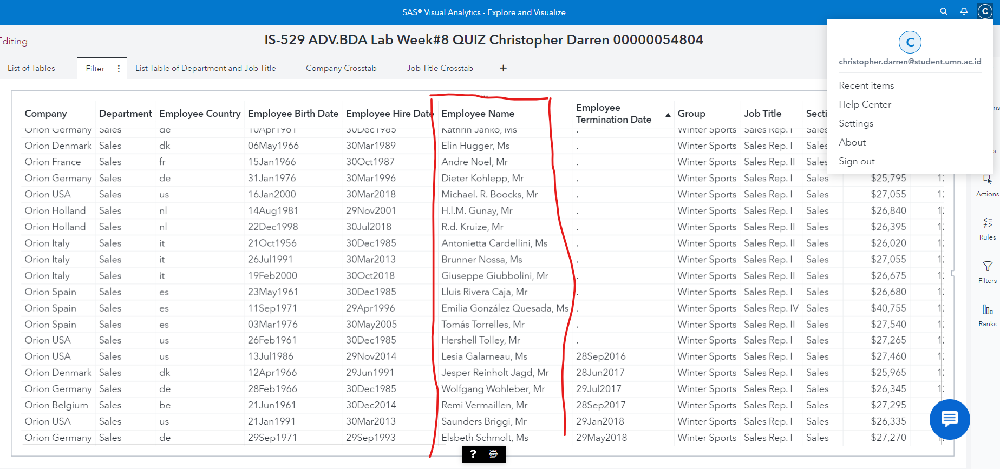 SAS® Visual Analytics - Explore and Visualize
C
Editing
IS-529 ADV.BDA Lab Week#8 QUIZ Christopher Darren 00000054804
C
christopher.darren@student.umn.ac.id
Recent items
Help Center
Settings
About
Sign out
List of Tables Filter List Table of Department and Job Title Company Crosstab Job Title Crosstab +
Company Department Employee Country Employee Birth Date Employee Hire Date Employee Name Employee Termination Date Group Job Title Secti
Orion Germany Sales de 10Apr1961 30Dec1985 Kathrin Janko, Ms . Winter Sports Sales Rep. I Sales
Orion Denmark Sales dk 06May1966 30Mar1989 Elin Hugger, Ms . Winter Sports Sales Rep. I Sales
Orion France Sales fr 15Jan1966 30Oct1987 Andre Noel, Mr . Winter Sports Sales Rep. II Sales
Orion Germany Sales de 31Jan1976 30Mar1996 Dieter Kohlepp, Mr . Winter Sports Sales Rep. I Sales $25,795 12
Orion USA Sales us 16Jan2000 30Mar2018 Michael. R. Boocks, Mr . Winter Sports Sales Rep. I Sales $27,055 12
Orion Holland Sales nl 14Aug1981 29Nov2001 H.l.M. Gunay, Mr . Winter Sports Sales Rep. I Sales $26,840 12
Orion Holland Sales nl 22Dec1998 30Jul2018 R.d. Kruize, Mr . Winter Sports Sales Rep. II Sales $26,395 12
Orion Italy Sales it 21Oct1956 30Dec1985 Antonietta Cardellini, Ms . Winter Sports Sales Rep. II Sales $26,020 12
Orion Italy Sales it 26Jul1991 30Mar2013 Brunner Nossa, Ms . Winter Sports Sales Rep. I Sales $27,055 12
Orion Italy Sales it 19Feb2000 30Oct2018 Giuseppe Giubbolini, Mr . Winter Sports Sales Rep. II Sales $26,675 12
Orion Spain Sales es 23May1961 30Dec1985 Lluis Rivera Caja, Mr . Winter Sports Sales Rep. I Sales $26,680 12
Orion Spain Sales es 11Sep1971 29Apr1996 Emilia González Quesada, Ms . Winter Sports Sales Rep. IV Sales $40,755 12
Orion Spain Sales es 03Mar1976 30May2005 Tomás Torrelles, Mr . Winter Sports Sales Rep. II Sales $27,540 12
Orion USA Sales us 26Feb1961 30Dec1985 Hershell Tolley, Mr . Winter Sports Sales Rep. I Sales $27,265 12
Orion USA Sales us 13Jul1986 29Nov2014 Lesia Galarneau, Ms 28Sep2016 Winter Sports Sales Rep. I Sales $27,460 12
Orion Denmark Sales dk 12Apr1966 29Jun1991 Jesper Reinholt Jagd, Mr 28Jun2017 Winter Sports Sales Rep. I Sales $25,965 12
Orion Germany Sales de 28Feb1966 30Dec1985 Wolfgang Wohleber, Mr 29Jul2017 Winter Sports Sales Rep. I Sales $26,345 12
Orion Belgium Sales be 21Jun1961 30Dec2014 Remi Vermaillen, Mr 28Sep2017 Winter Sports Sales Rep. I Sales $27,295
Orion USA Sales us 21Jan1991 30Mar2013 Saunders Briggi, Mr 29Jan2018 Winter Sports Sales Rep. I Sales $26,335
Orion Germany Sales de 29Sep1971 29Sep1993 Elsbeth Schmolt, Ms 29May2018 Winter Sports Sales Rep. I Sales $27,270
Actions
Rules
Filters
Ranks
?